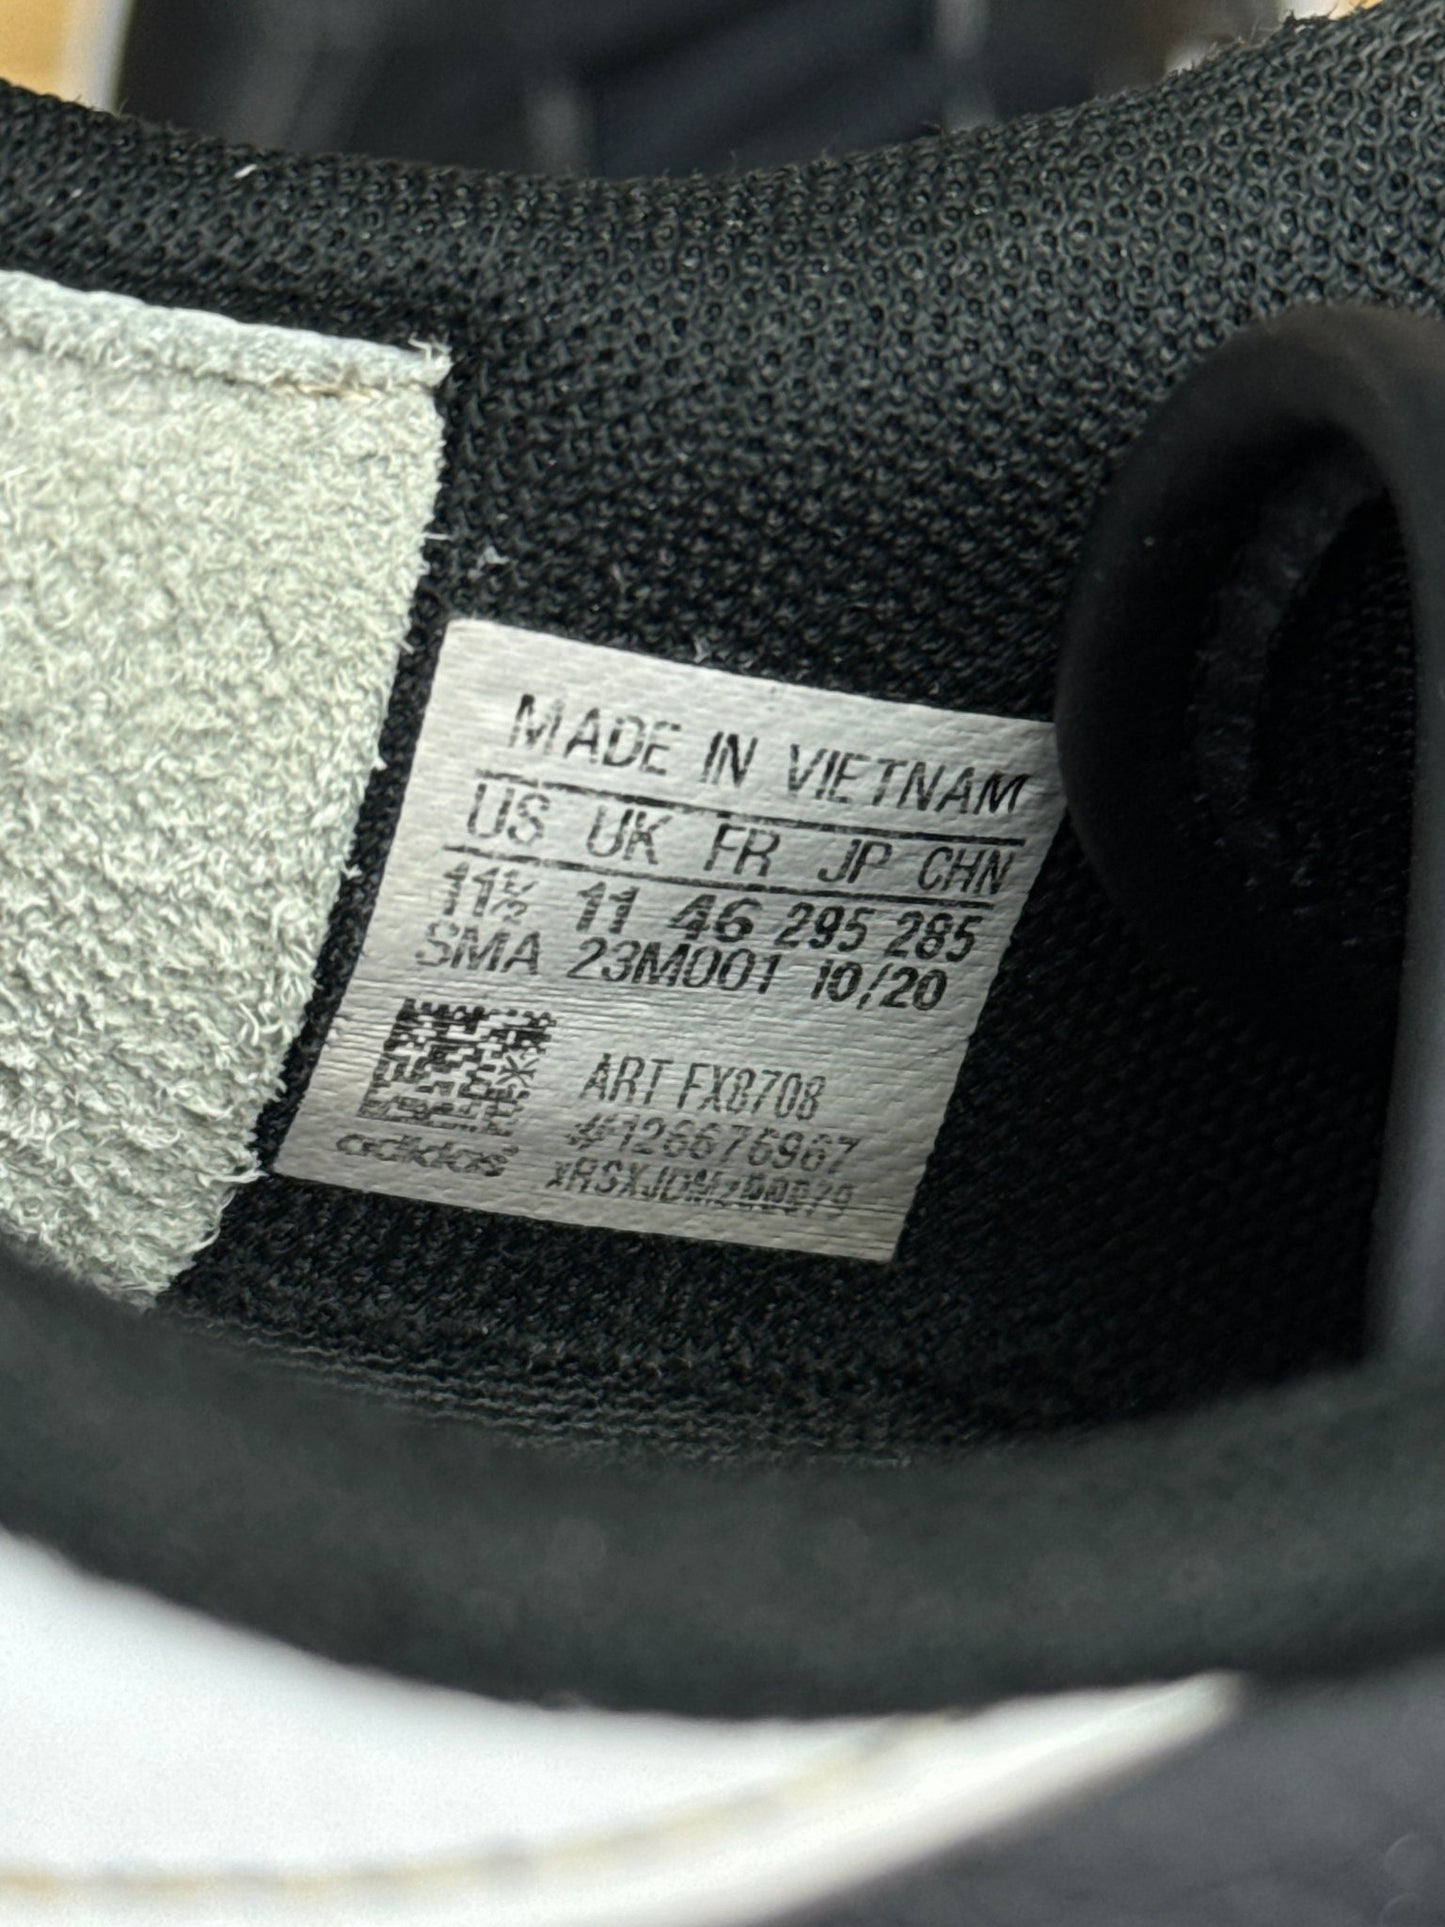 MADE IN VIETNAM
US UK FR JP CHN
11½ 11 46 295 285
SMA 23M001 10/20
ART FX8708
#126676967
adidas